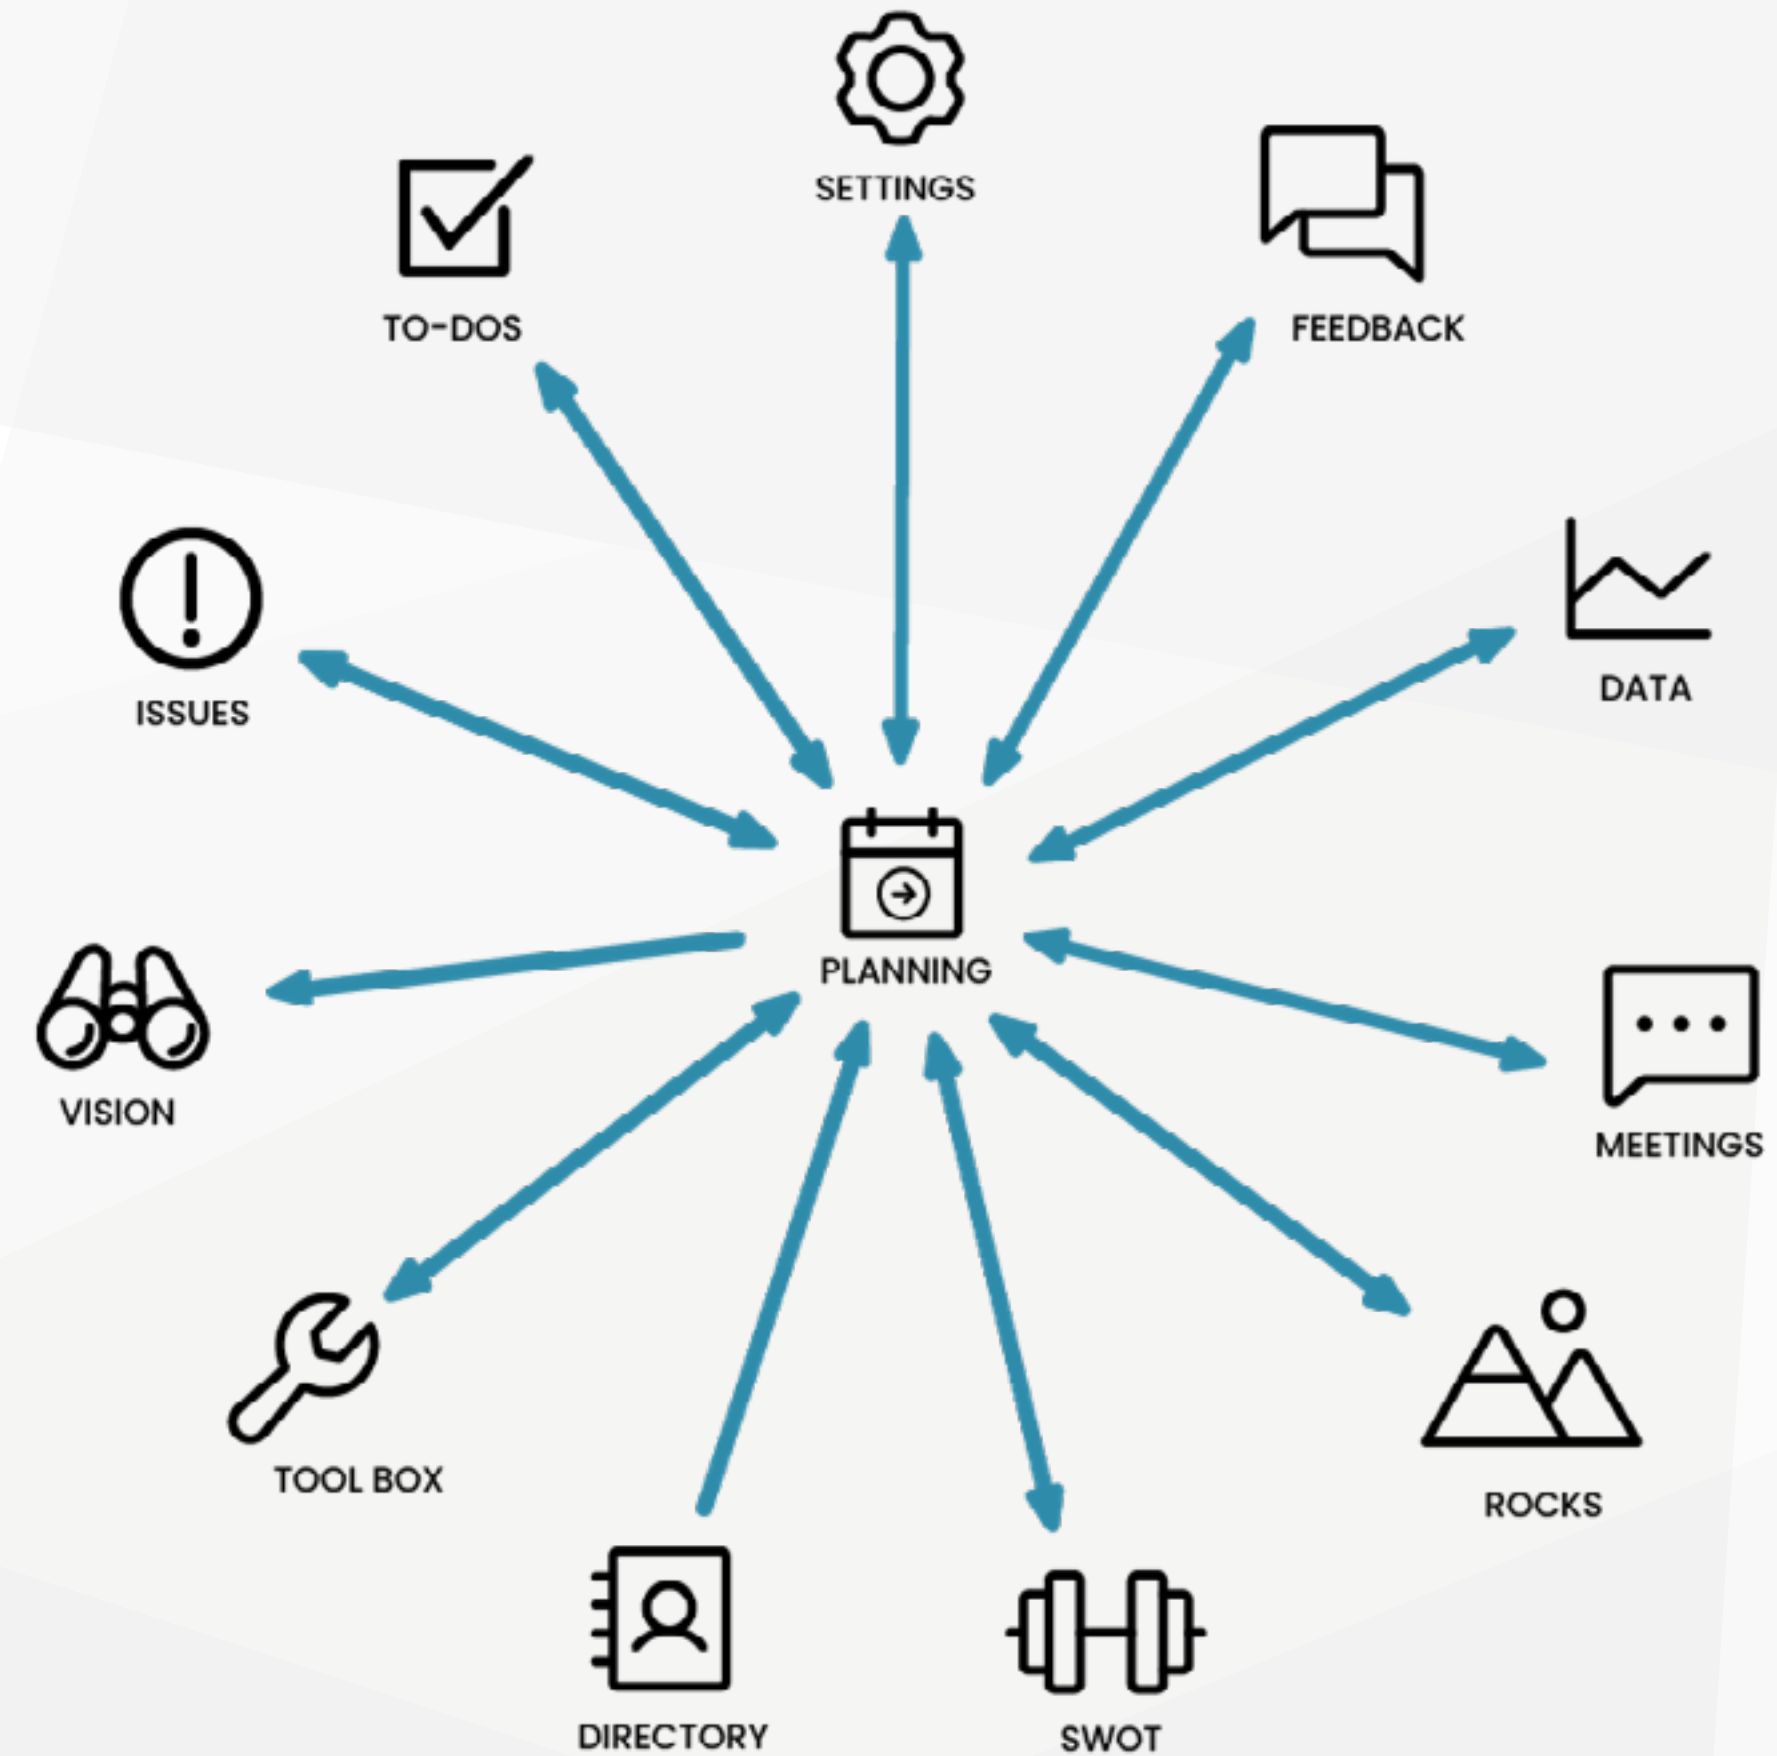 SETTINGS
TO-DOS
FEEDBACK
ISSUES
DATA
PLANNING
VISION
MEETINGS
TOOL BOX
ROCKS
DIRECTORY
SWOT